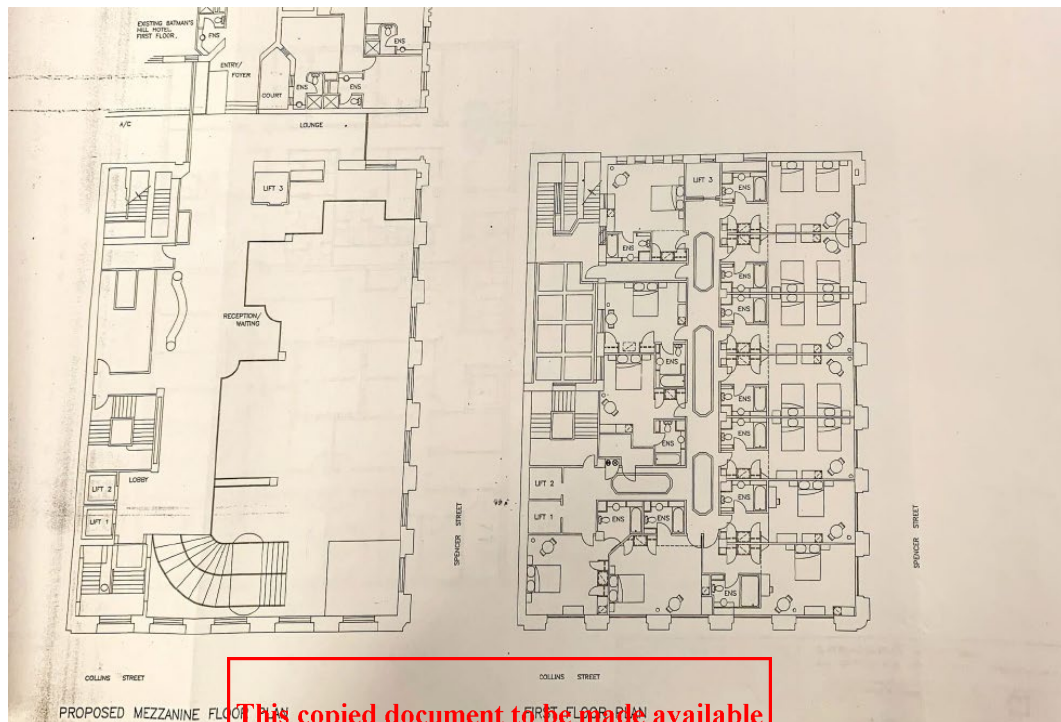 EXISTING BATMAN'S
HILL HOTEL
FIRST FLOOR.
ENS
ENS
ENTRY/
FOYER
COURT
ENS
ENS
A/C
LOUNGE
LIFT 3
RECEPTION/
WAITING
LOBBY
LIFT 2
LIFT 1
SPENCER STREET
COLLINS STREET
PROPOSED MEZZANINE FLOOR PLAN
LIFT 3
ENS
ENS
ENS
ENS
ENS
ENS
ENS
ENS
ENS
LIFT 2
LIFT 1
ENS
ENS
ENS
ENS
SPENCER STREET
COLLINS STREET
FIRST FLOOR PLAN
This copied document to be made available